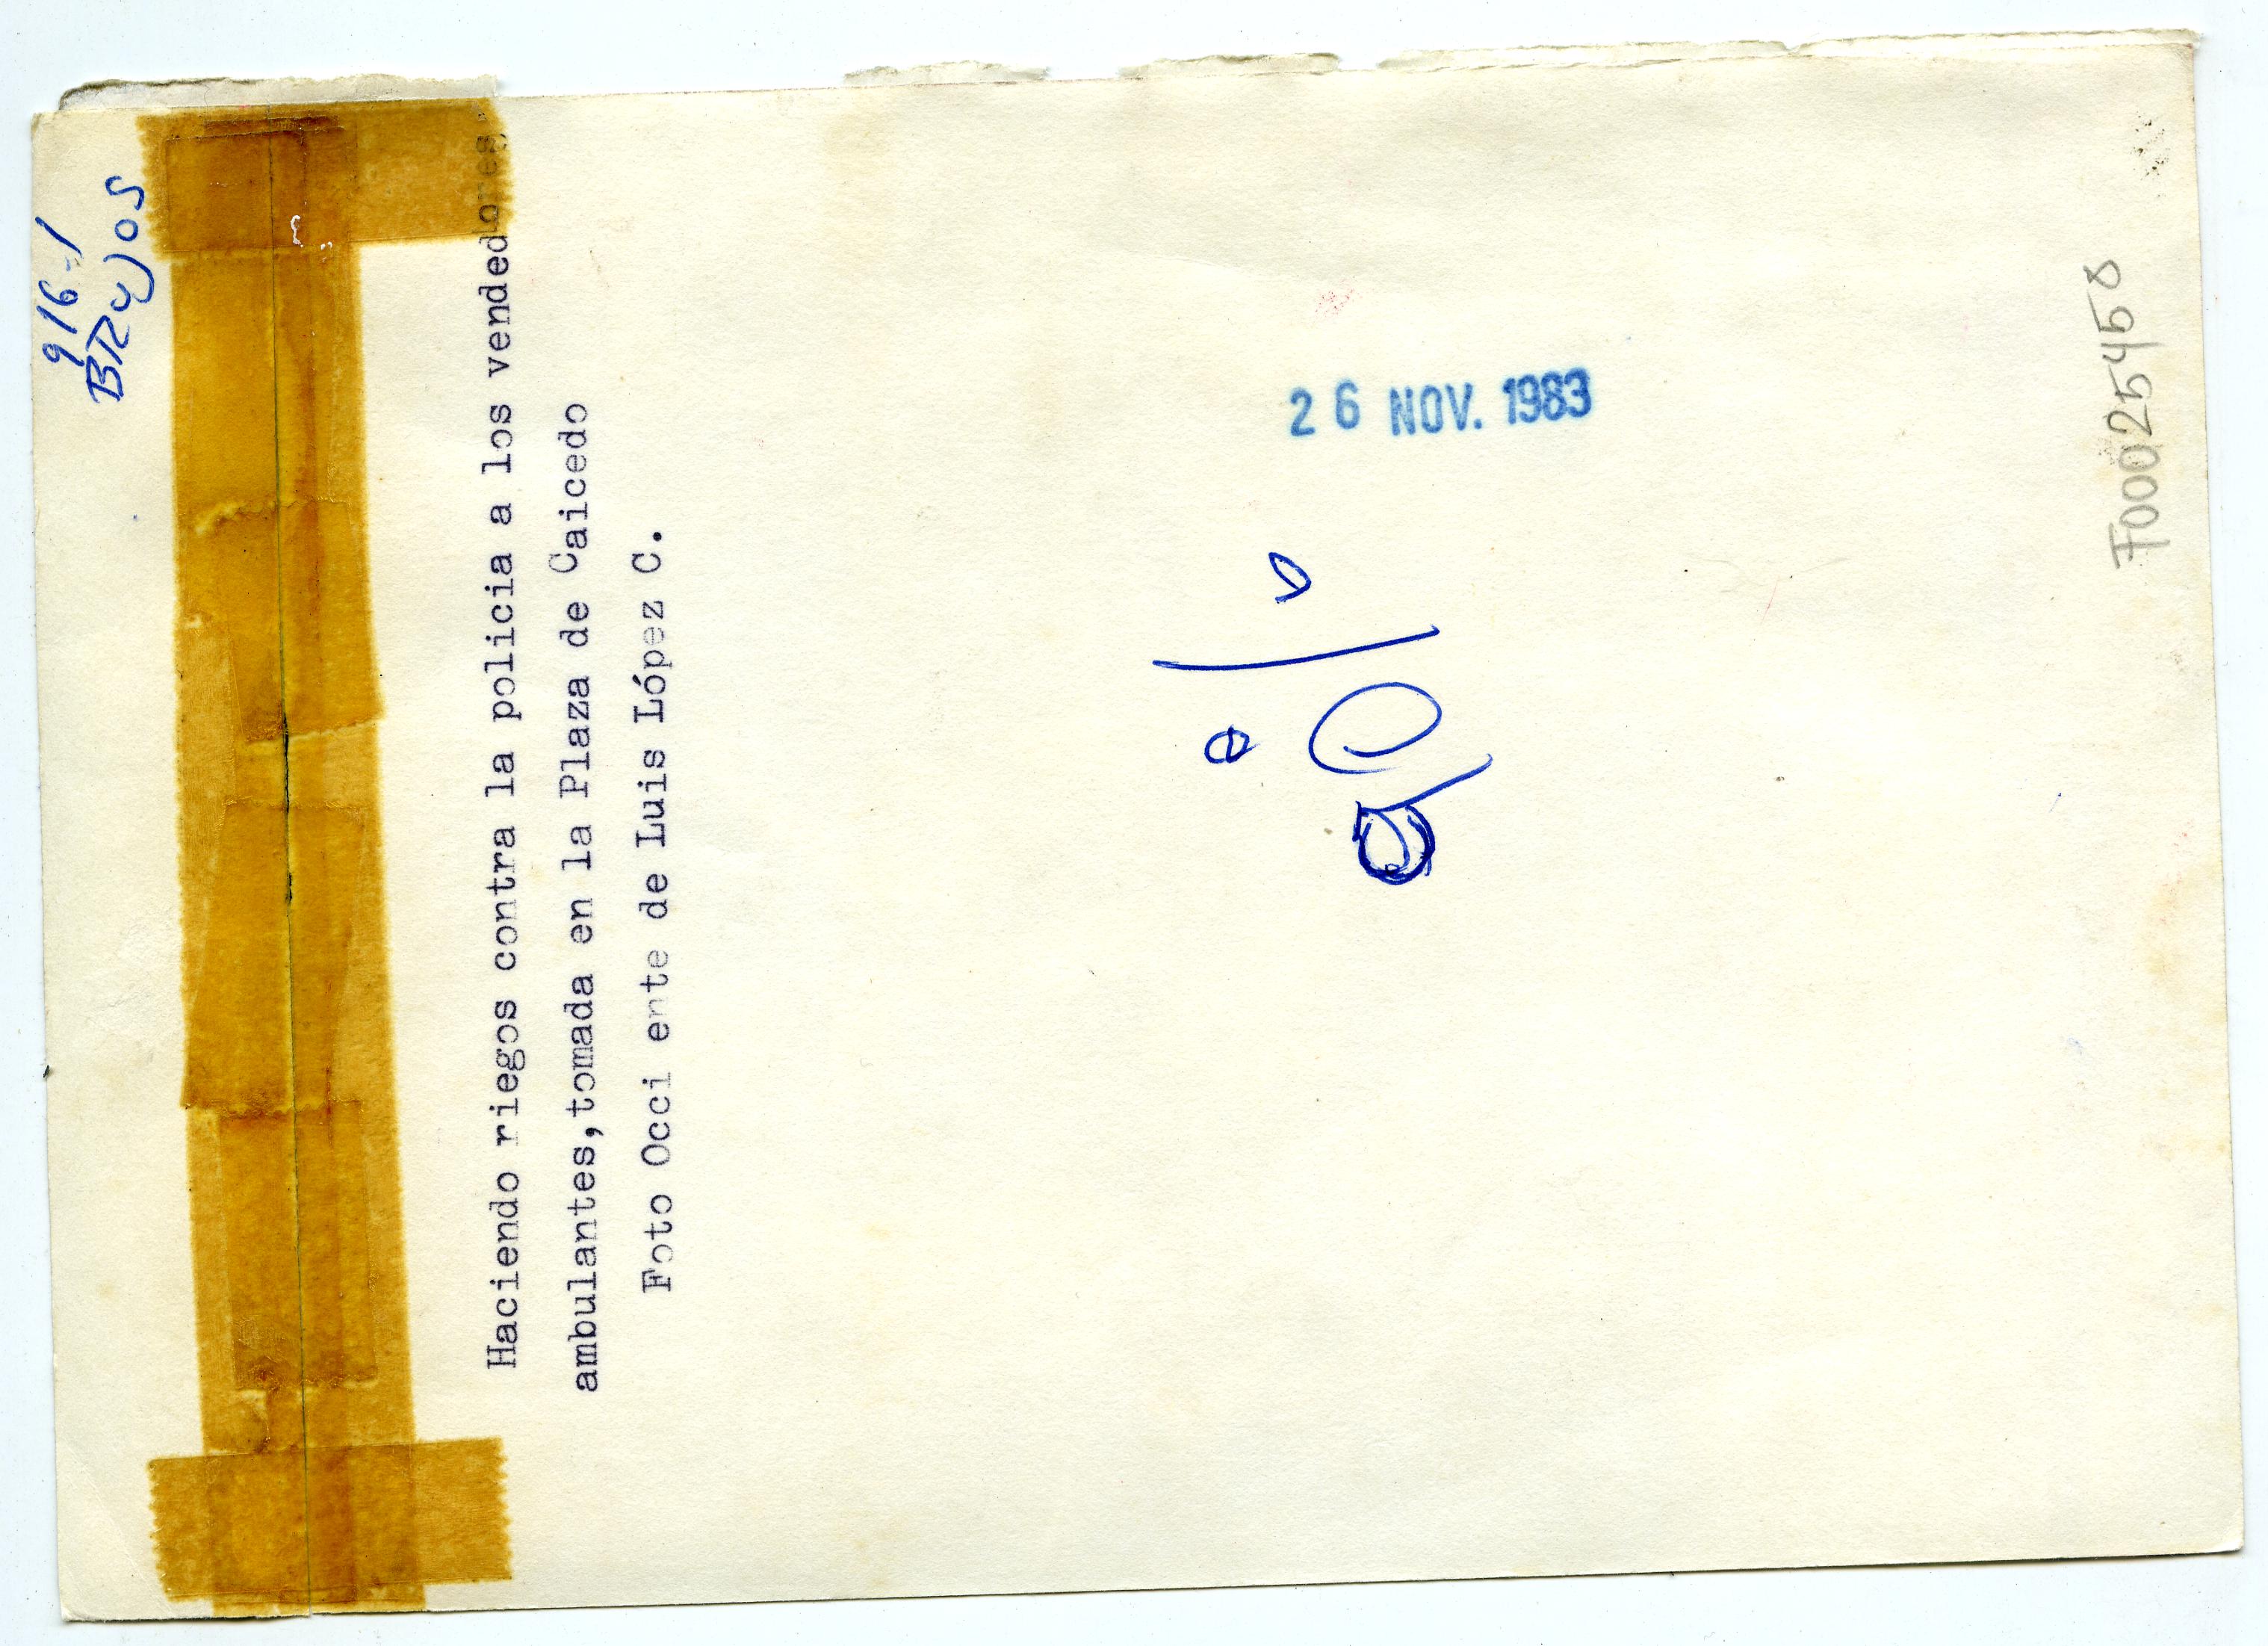 916-1
BRUJOS
Haciendo riegos contra la policia a los vendedores,
ambulantes,tomada en la Plaza de Caicedo
Foto Occi ente de Luis López C.
26 NOV. 1983
F00025458